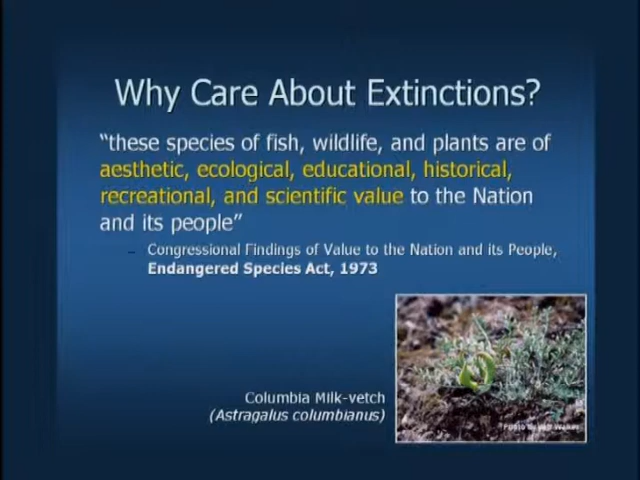 Why Care About Extinctions?
“these species of fish, wildlife, and plants are of
aesthetic, ecological, educational, historical,
recreational, and scientific value to the Nation
and its people”
– Congressional Findings of Value to the Nation and its People,
Endangered Species Act, 1973
Columbia Milk-vetch
(Astragalus columbianus)
Photo by